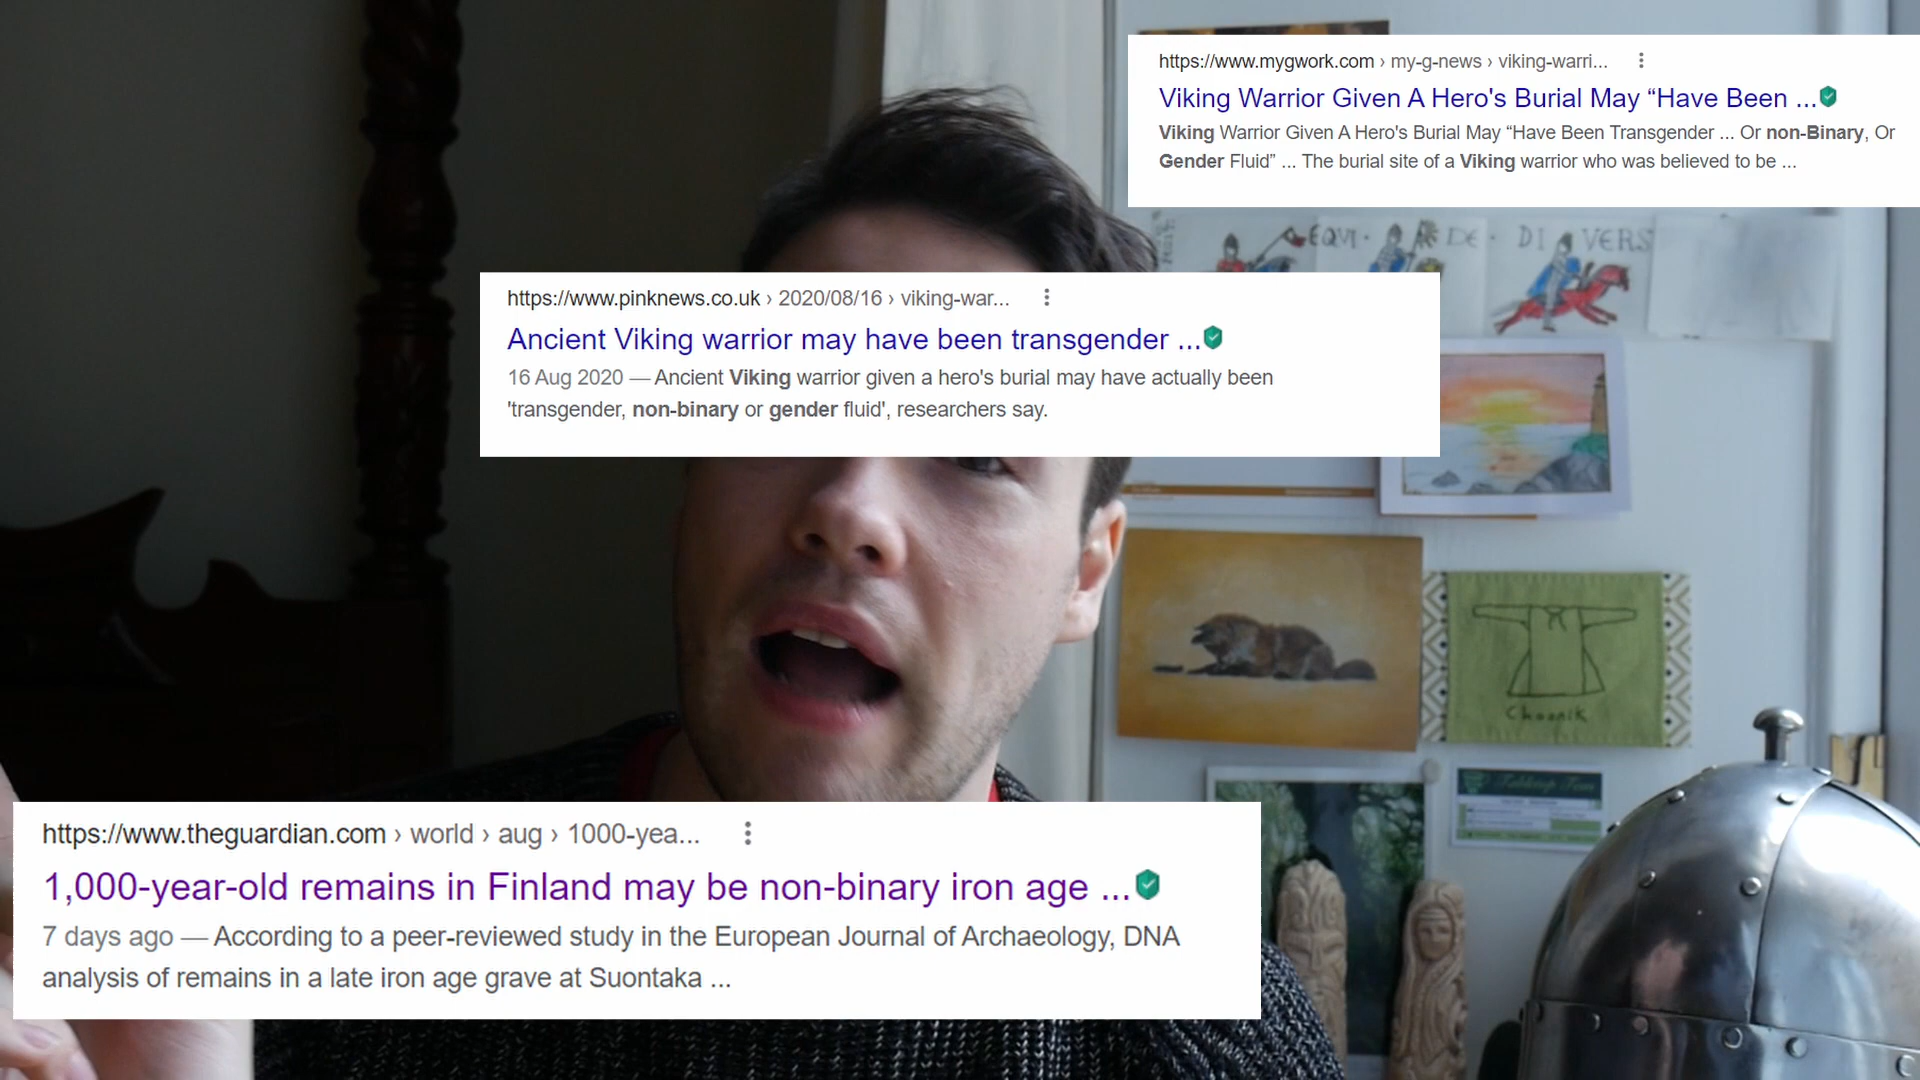 https://www.mygwork.com › my-g-news › viking-warri...
Viking Warrior Given A Hero's Burial May “Have Been ...
Viking Warrior Given A Hero's Burial May “Have Been Transgender ... Or non-Binary, Or
Gender Fluid” ... The burial site of a Viking warrior who was believed to be ...
EQVI · DE · DIVERS
https://www.pinknews.co.uk › 2020/08/16 › viking-war...
Ancient Viking warrior may have been transgender ...
16 Aug 2020 — Ancient Viking warrior given a hero's burial may have actually been
'transgender, non-binary or gender fluid', researchers say.
https://www.theguardian.com › world › aug › 1000-yea...
1,000-year-old remains in Finland may be non-binary iron age ...
7 days ago — According to a peer-reviewed study in the European Journal of Archaeology, DNA
analysis of remains in a late iron age grave at Suontaka ...